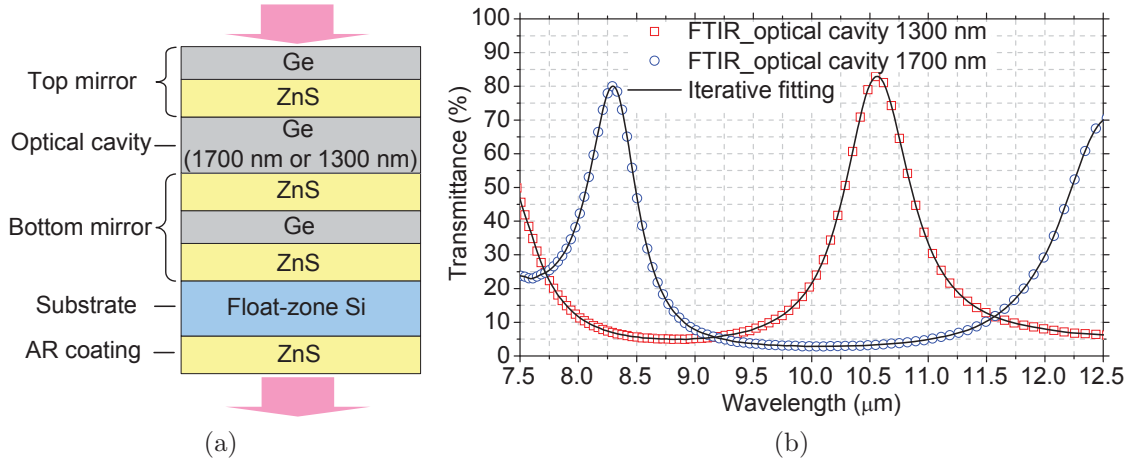 Top mirror
Optical cavity
Bottom mirror
Substrate
AR coating
Ge
ZnS
Ge
(1700 nm or 1300 nm)
ZnS
Ge
ZnS
Float-zone Si
ZnS
(a)
FTIR_optical cavity 1300 nm
FTIR_optical cavity 1700 nm
Iterative fitting
Transmittance (%)
100
90
80
70
60
50
40
30
20
10
0
7.5 8.0 8.5 9.0 9.5 10.0 10.5 11.0 11.5 12.0 12.5
Wavelength (μm)
(b)